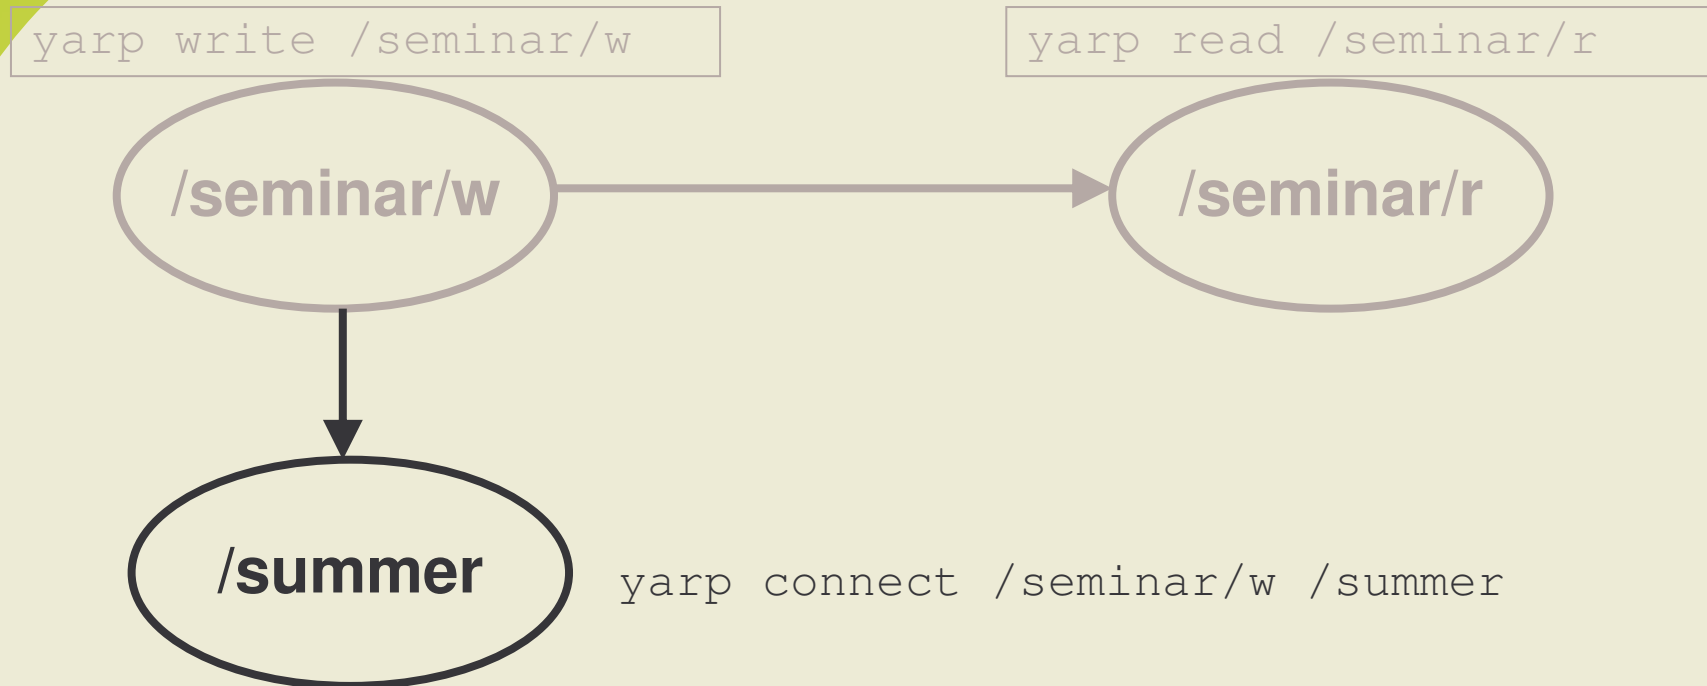 yarp write /seminar/w
yarp read /seminar/r
/seminar/w
/seminar/r
/summer
yarp connect /seminar/w /summer